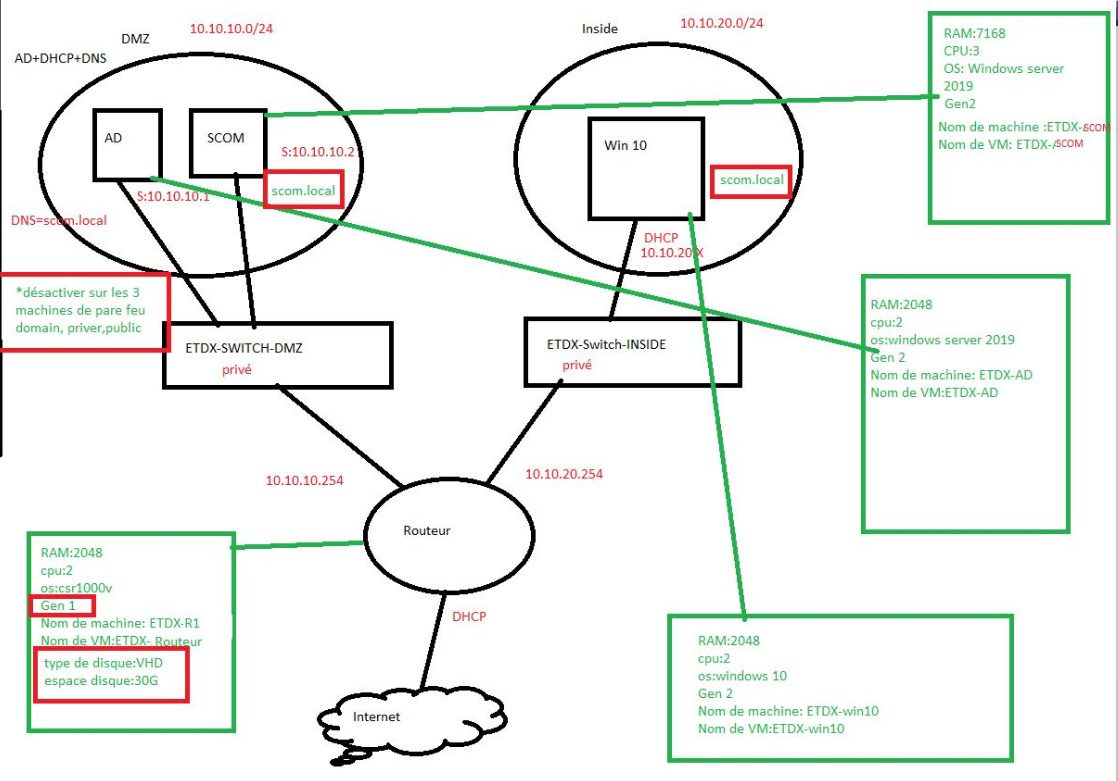 10.10.10.0/24
DMZ
AD+DHCP+DNS
AD
SCOM
S:10.10.10.2
scom.local
S:10.10.10.1
DNS=scom.local
*désactiver sur les 3
machines de pare feu
domain, priver,public
ETDX-SWITCH-DMZ
privé
10.10.20.0/24
Inside
Win 10
scom.local
DHCP
10.10.20.X
ETDX-Switch-INSIDE
privé
RAM:7168
CPU:3
OS: Windows server
2019
Gen2
Nom de machine :ETDX-SCOM
Nom de VM: ETDX-SCOM
RAM:2048
cpu:2
os:windows server 2019
Gen 2
Nom de machine: ETDX-AD
Nom de VM:ETDX-AD
10.10.10.254
10.10.20.254
Routeur
DHCP
Internet
RAM:2048
cpu:2
os:csr1000v
Gen 1
Nom de machine: ETDX-R1
Nom de VM:ETDX- Routeur
type de disque:VHD
espace disque:30G
RAM:2048
cpu:2
os:windows 10
Gen 2
Nom de machine: ETDX-win10
Nom de VM:ETDX-win10